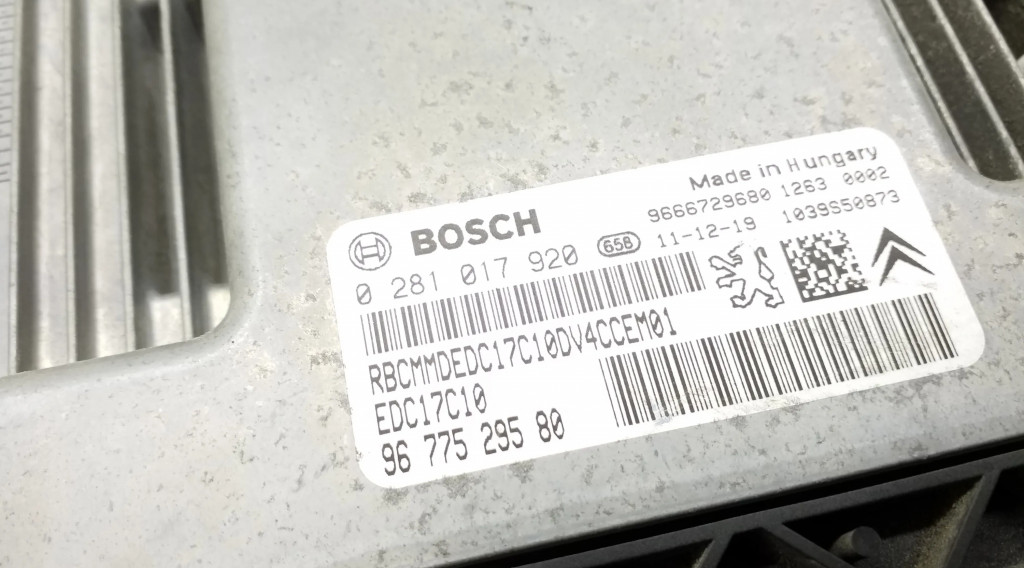 Made in Hungary
BOSCH
9666729680 1263 0002
0 281 017 920 658 11-12-19 1039S50973
RBCMMDEDC17C10DV4CCEM01
EDC17C10
96 775 295 80